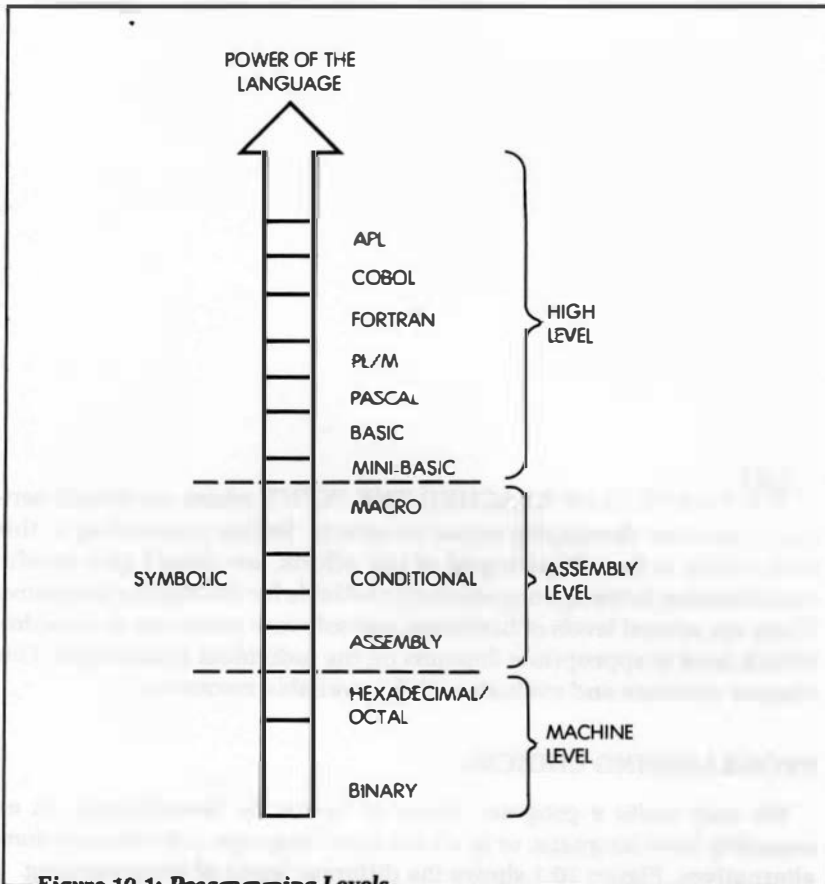 POWER OF THE
LANGUAGE
APL
COBOL
FORTRAN
HIGH
LEVEL
PL/M
PASCAL
BASIC
MINI-BASIC
MACRO
SYMBOLIC
CONDITIONAL
ASSEMBLY
LEVEL
ASSEMBLY
HEXADECIMAL/
OCTAL
MACHINE
LEVEL
BINARY
Figure 10.1: Programming Levels